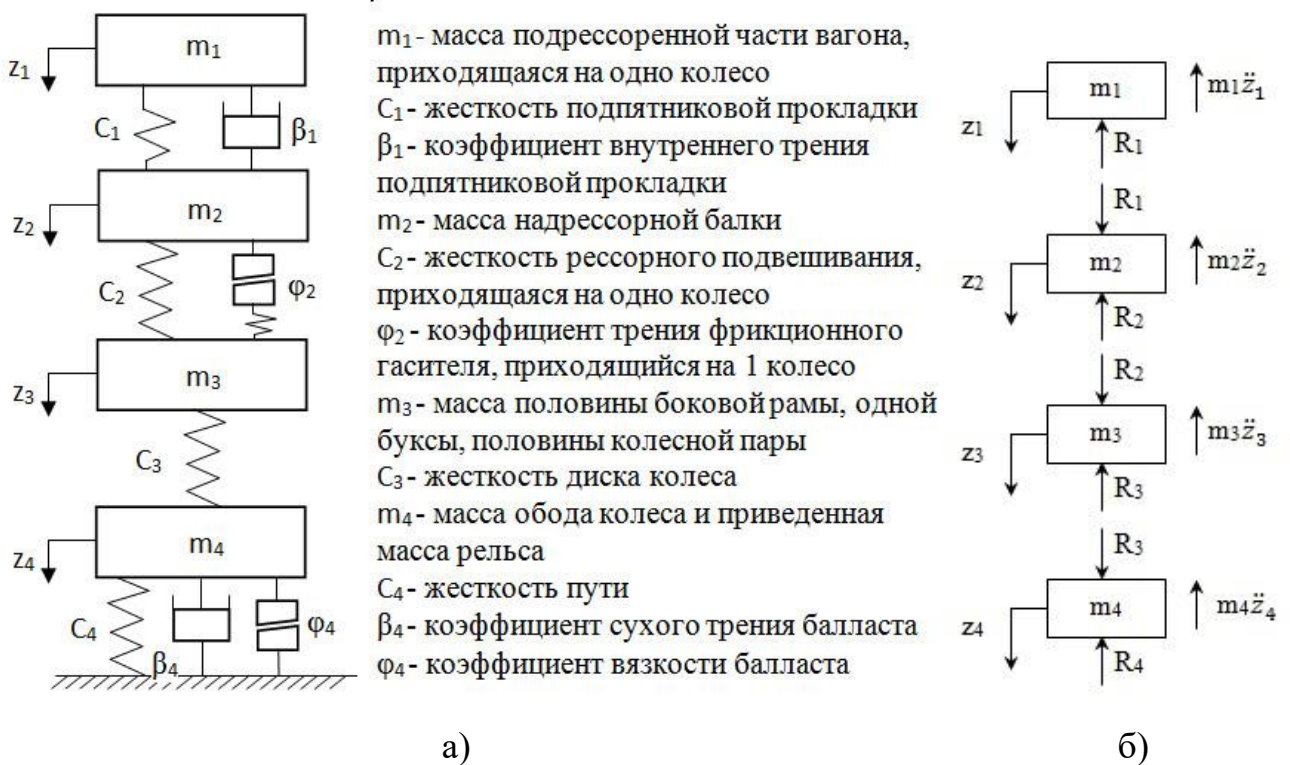 m₁
z₁
C₁
β₁
m₂
z₂
C₂
φ₂
m₃
z₃
C₃
m₄
z₄
C₄
β₄
φ₄
m₁- масса подрессоренной части вагона,
приходящаяся на одно колесо
C₁- жесткость подпятниковой прокладки
β₁- коэффициент внутреннего трения
подпятниковой прокладки
m₂- масса надрессорной балки
C₂- жесткость рессорного подвешивания,
приходящаяся на одно колесо
φ₂- коэффициент трения фрикционного
гасителя, приходящийся на 1 колесо
m₃- масса половины боковой рамы, одной
буксы, половины колесной пары
C₃- жесткость диска колеса
m₄- масса обода колеса и приведенная
масса рельса
C₄- жесткость пути
β₄- коэффициент сухого трения балласта
φ₄- коэффициент вязкости балласта
m1
m1z̈₁
z1
R1
R1
m2
m2z̈₂
z2
R2
R2
m3
m3z̈₃
z3
R3
R3
m4
m4z̈₄
z4
R4
а)
б)